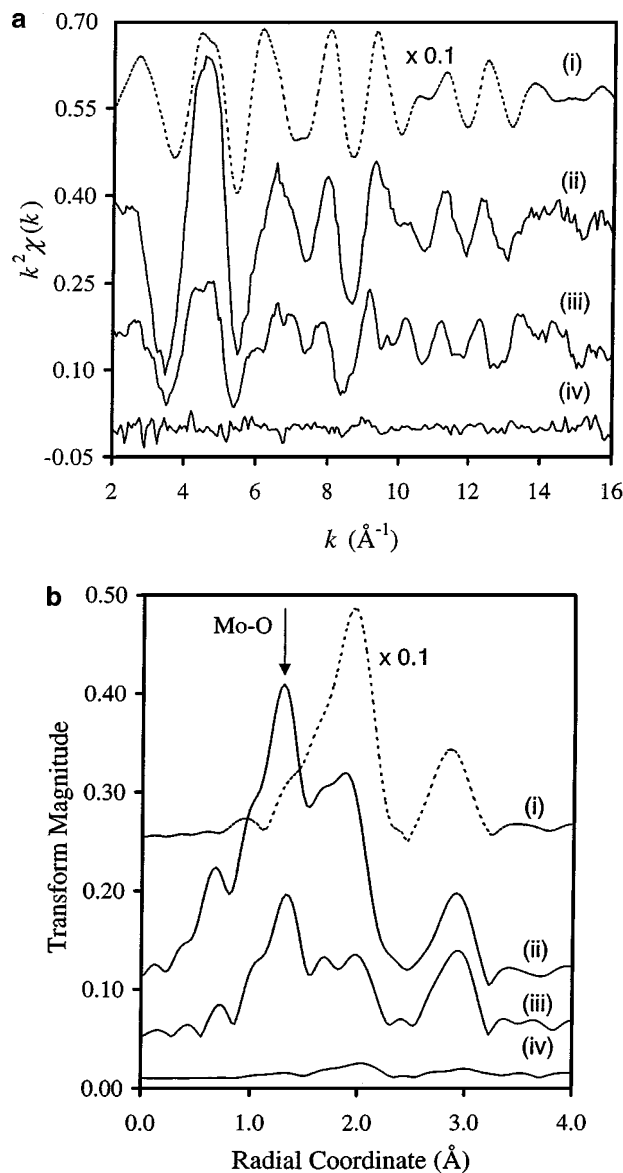 a
0.70
0.55
0.40
0.25
0.10
-0.05
k²χ(k)
x 0.1
(i)
(ii)
(iii)
(iv)
2 4 6 8 10 12 14 16
k (Å⁻¹)
b
0.50
0.40
0.30
0.20
0.10
0.00
Transform Magnitude
Mo-O
x 0.1
(i)
(ii)
(iii)
(iv)
0.0 1.0 2.0 3.0 4.0
Radial Coordinate (Å)